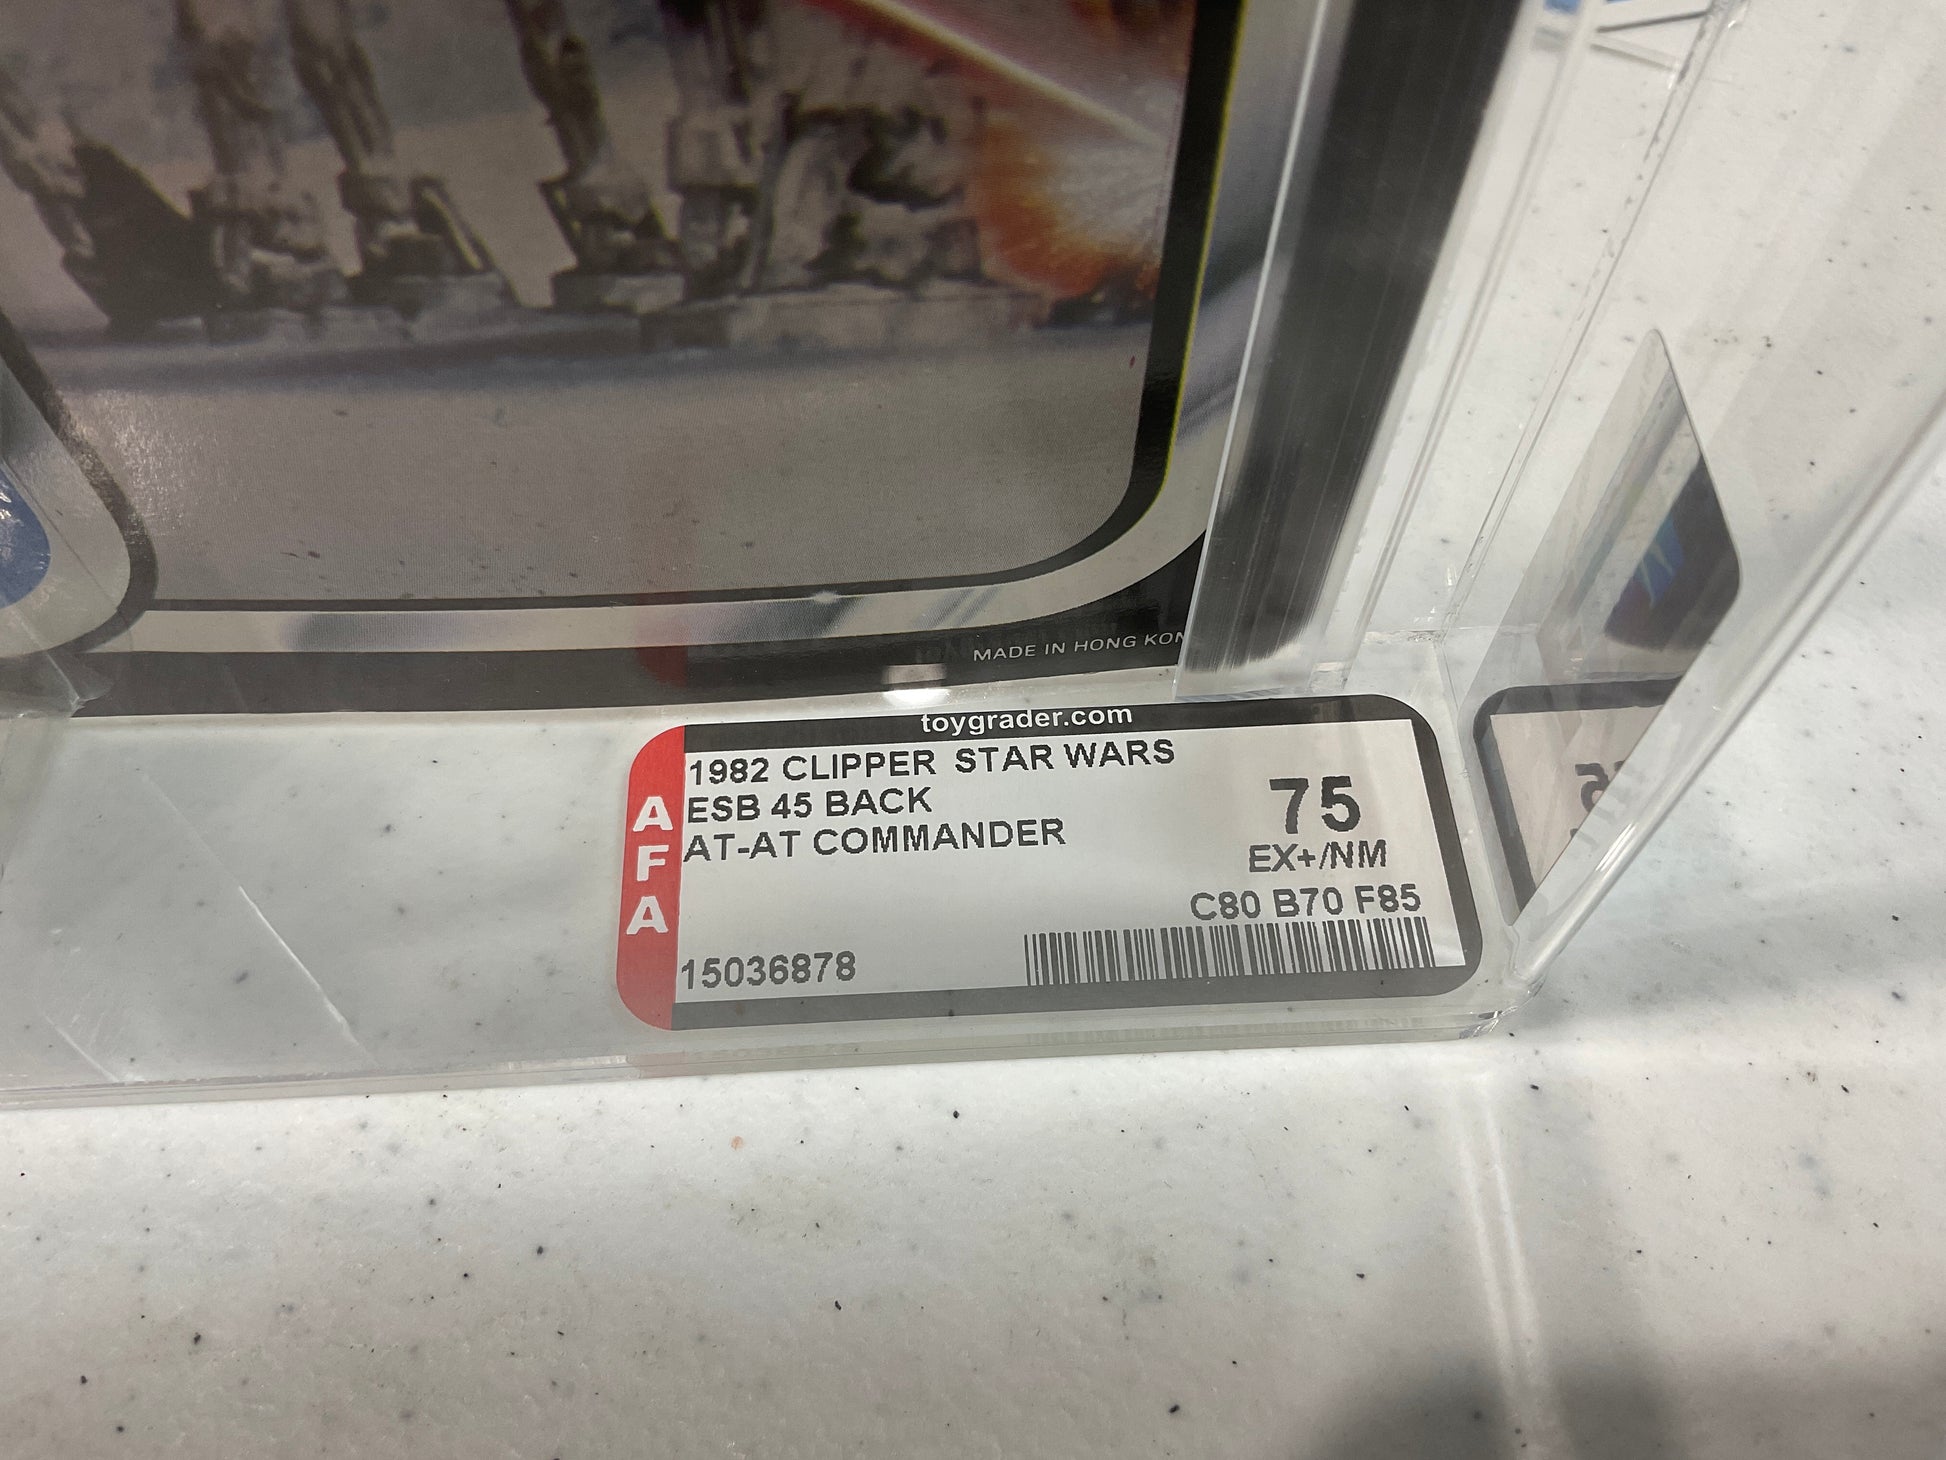 MADE IN HONG KON
toygrader.com
1982 CLIPPER STAR WARS
ESB 45 BACK
AT-AT COMMANDER
75
EX+/NM
C80 B70 F85
AFA
15036878